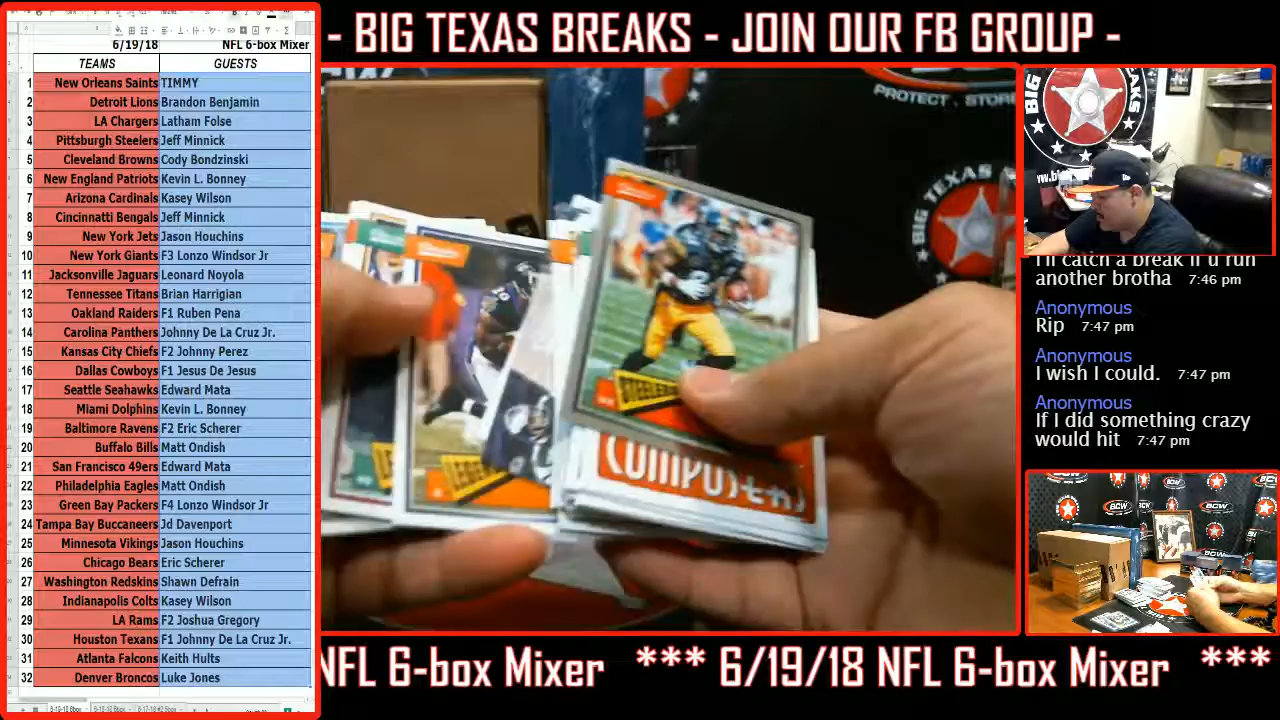 - BIG TEXAS BREAKS - JOIN OUR FB GROUP -
6/19/18 NFL 6-box Mixer
TEAMS GUESTS
1 New Orleans Saints TIMMY
2 Detroit Lions Brandon Benjamin
3 LA Chargers Latham Folse
4 Pittsburgh Steelers Jeff Minnick
5 Cleveland Browns Cody Bondzinski
6 New England Patriots Kevin L. Bonney
7 Arizona Cardinals Kasey Wilson
8 Cincinnatti Bengals Jeff Minnick
9 New York Jets Jason Houchins
10 New York Giants F3 Lonzo Windsor Jr
11 Jacksonville Jaguars Leonard Noyola
12 Tennessee Titans Brian Harrigian
13 Oakland Raiders F1 Ruben Pena
14 Carolina Panthers Johnny De La Cruz Jr.
15 Kansas City Chiefs F2 Johnny Perez
16 Dallas Cowboys F1 Jesus De Jesus
17 Seattle Seahawks Edward Mata
18 Miami Dolphins Kevin L. Bonney
19 Baltimore Ravens F2 Eric Scherer
20 Buffalo Bills Matt Ondish
21 San Francisco 49ers Edward Mata
22 Philadelphia Eagles Matt Ondish
23 Green Bay Packers F4 Lonzo Windsor Jr
24 Tampa Bay Buccaneers Jd Davenport
25 Minnesota Vikings Jason Houchins
26 Chicago Bears Eric Scherer
27 Washington Redskins Shawn Defrain
28 Indianapolis Colts Kasey Wilson
29 LA Rams F2 Joshua Gregory
30 Houston Texans F1 Johnny De La Cruz Jr.
31 Atlanta Falcons Keith Hults
32 Denver Broncos Luke Jones
PROTECT. STORE
BIG TEXAS
STEELERS
I'll catch a break if u run
another brotha 7:46 pm
Anonymous
Rip 7:47 pm
Anonymous
I wish I could. 7:47 pm
Anonymous
If I did something crazy
would hit 7:47 pm
BCW
NFL 6-box Mixer *** 6/19/18 NFL 6-box Mixer ***